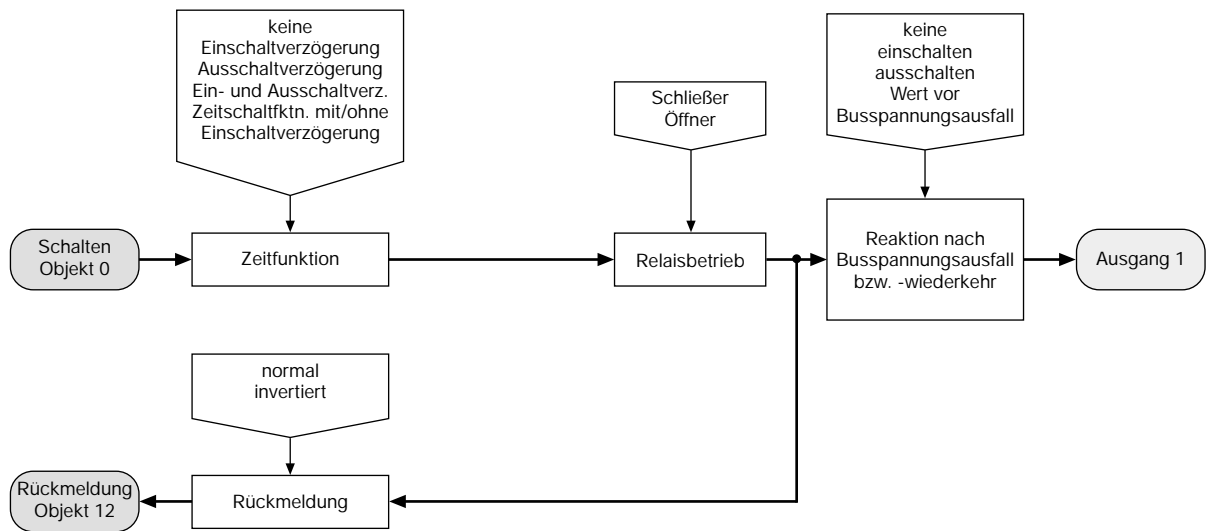 keine
Einschaltverzögerung
Ausschaltverzögerung
Ein- und Ausschaltverz.
Zeitschaltfktn. mit/ohne
Einschaltverzögerung
Schließer
Öffner
keine
einschalten
ausschalten
Wert vor
Busspannungsausfall
Schalten
Objekt 0
Zeitfunktion
Relaisbetrieb
Reaktion nach
Busspannungsausfall
bzw. -wiederkehr
Ausgang 1
normal
invertiert
Rückmeldung
Objekt 12
Rückmeldung